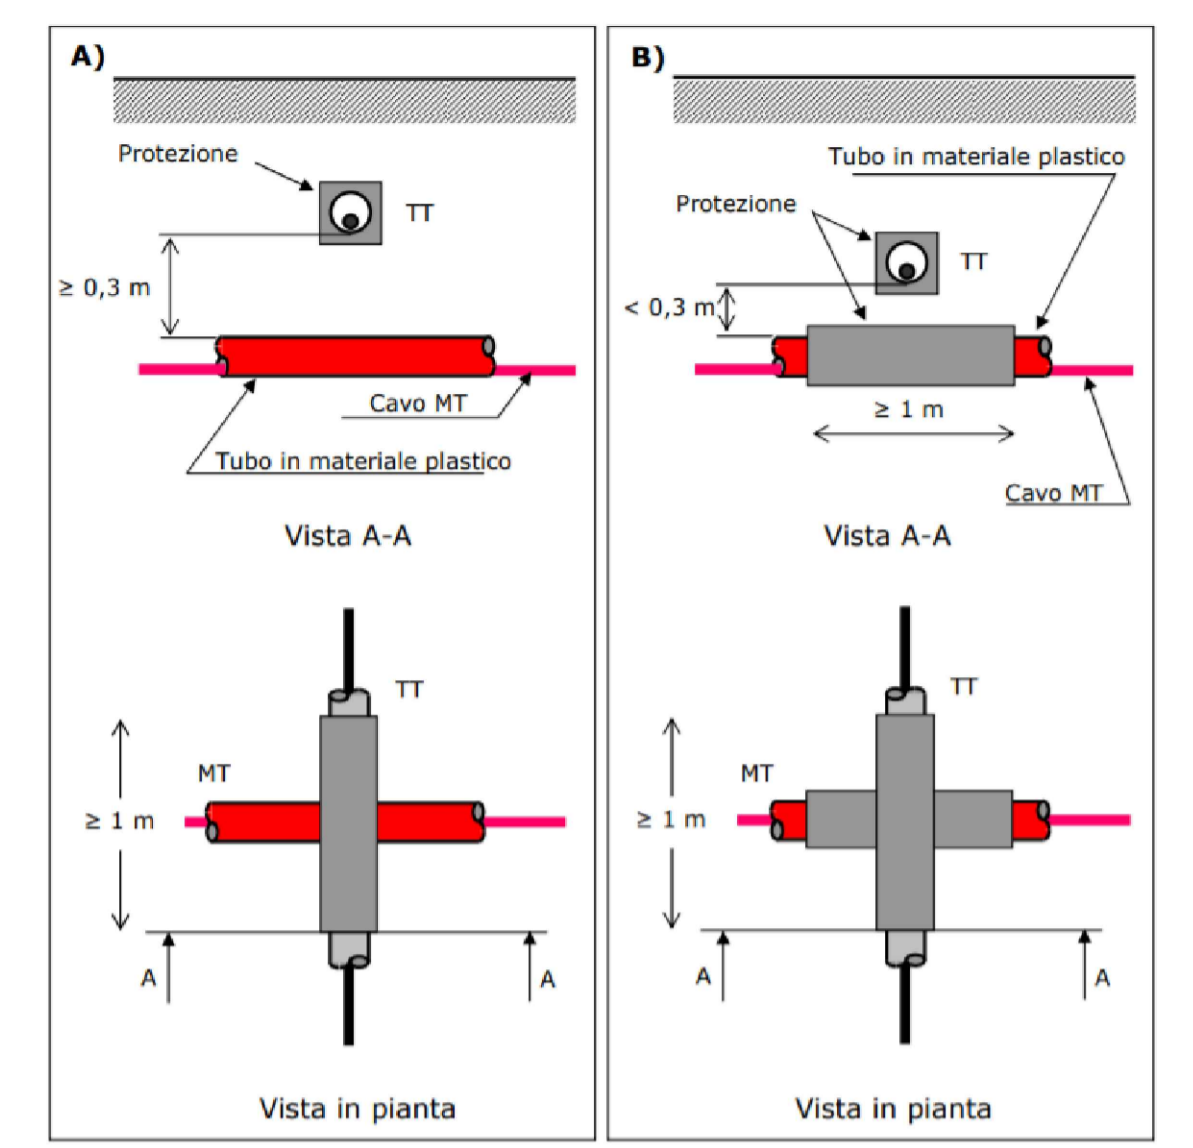 A)
Protezione
TT
≥ 0,3 m
Cavo MT
Tubo in materiale plastico
Vista A-A
TT
MT
≥ 1 m
A
A
Vista in pianta
B)
Tubo in materiale plastico
Protezione
TT
< 0,3 m
≥ 1 m
Cavo MT
Vista A-A
TT
MT
≥ 1 m
A
A
Vista in pianta